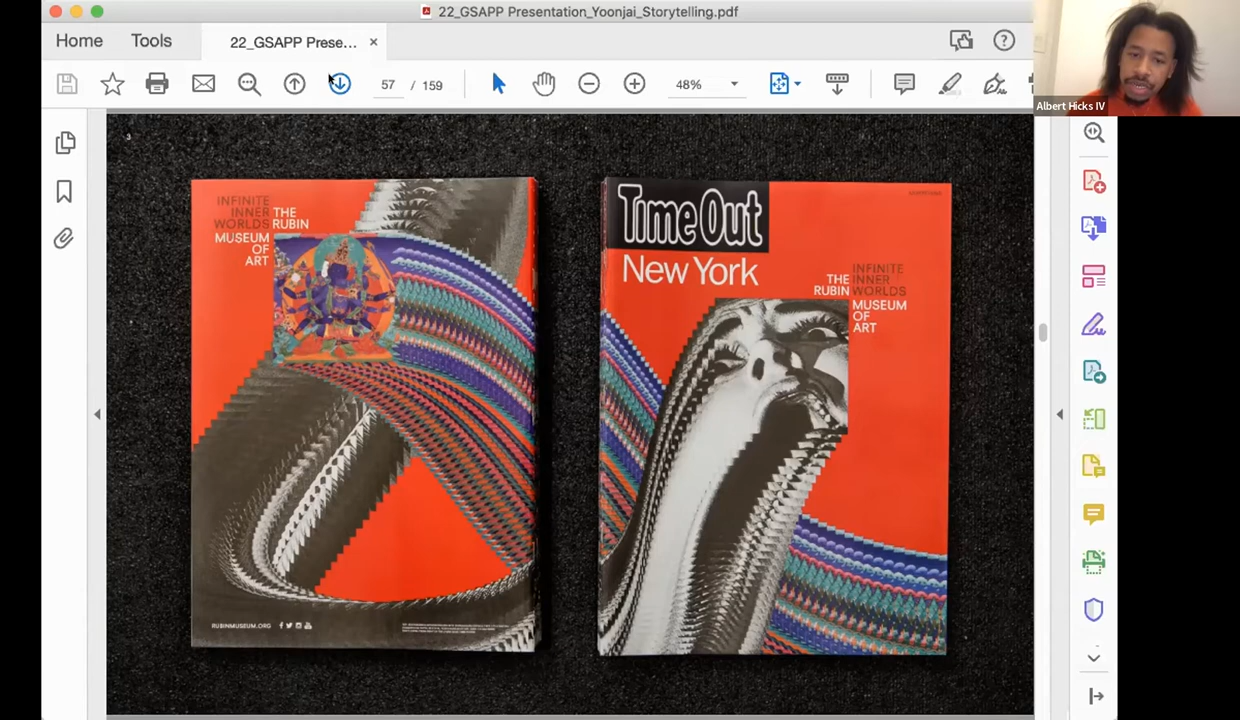 22_GSAPP Presentation_Yoonjai_Storytelling.pdf
Home
Tools
22_GSAPP Prese...
57 / 159
48%
Albert Hicks IV
3
INFINITE
INNER THE
WORLDS RUBIN
MUSEUM
OF
ART
RUBINMUSEUM.ORG
Time Out
New York
INFINITE
THE INNER
RUBIN WORLDS
MUSEUM
OF
ART